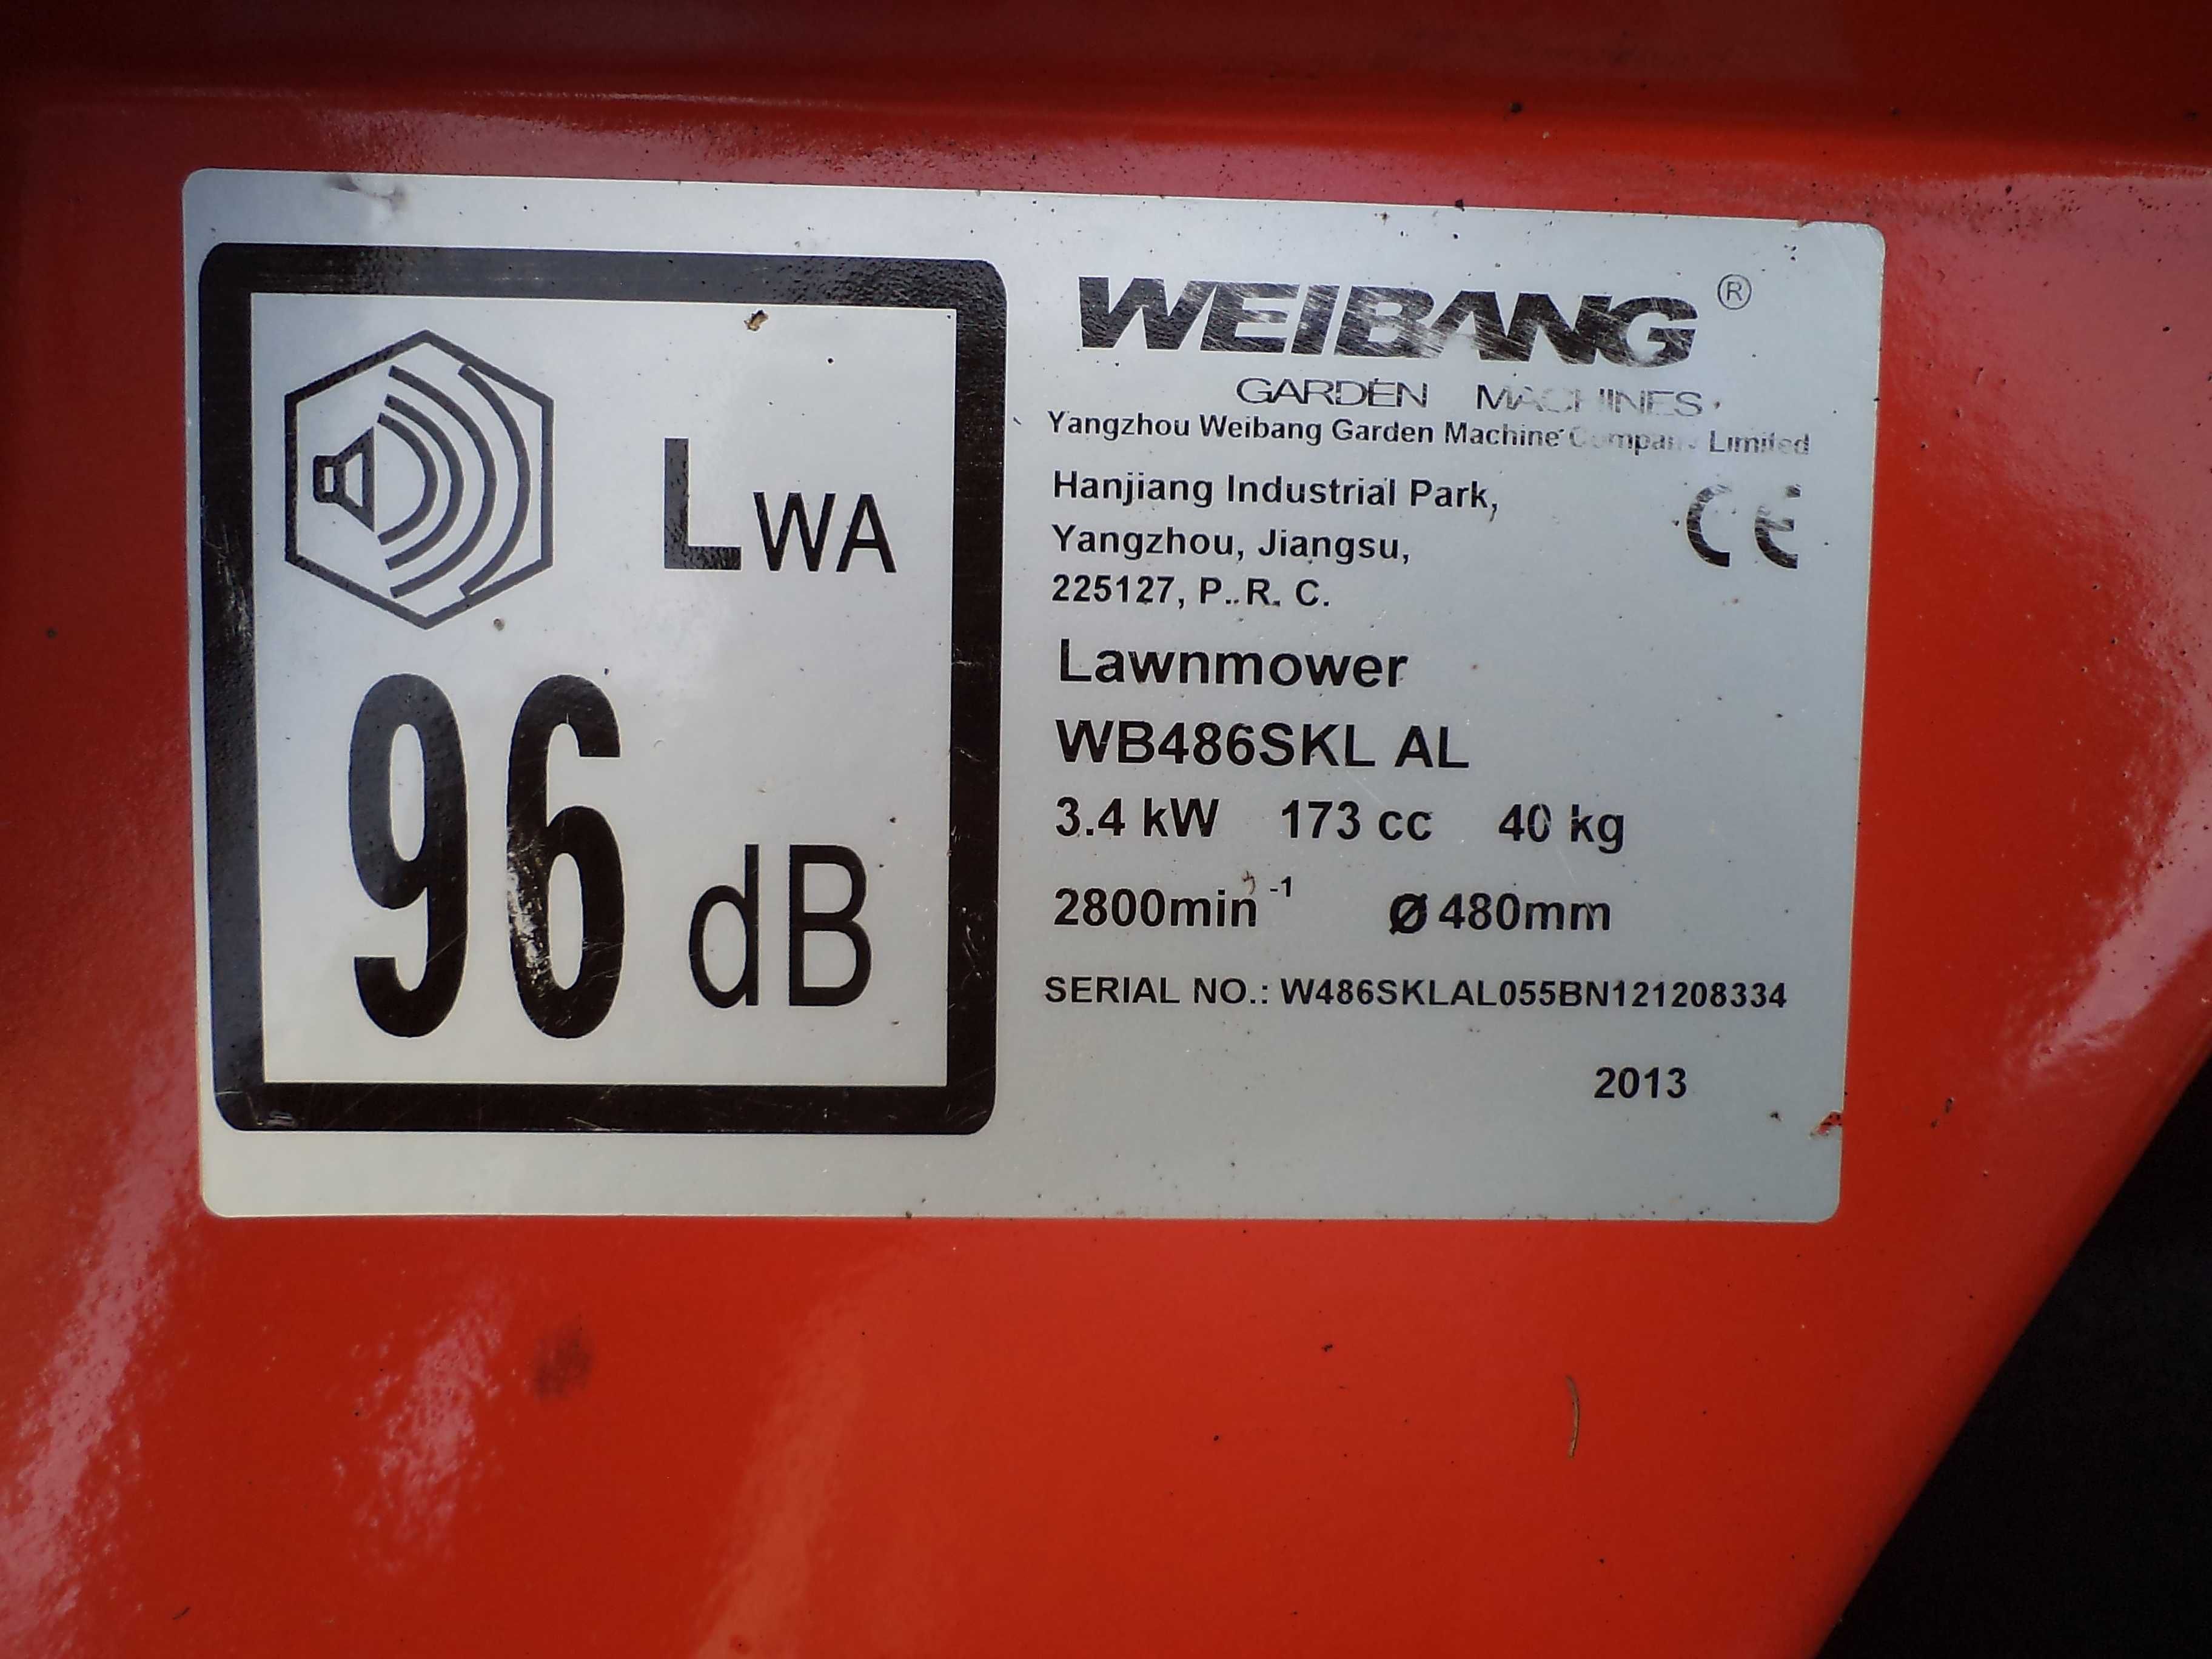 LWA
96 dB
WEIBANG ®
GARDEN MACHINES
Yangzhou Weibang Garden Machine Company Limited
Hanjiang Industrial Park,
CE
Yangzhou, Jiangsu,
225127, P. R. C.
Lawnmower
WB486SKL AL
3.4 kW 173 cc 40 kg
2800min⁻¹ Ø480mm
SERIAL NO.: W486SKLAL055BN121208334
2013